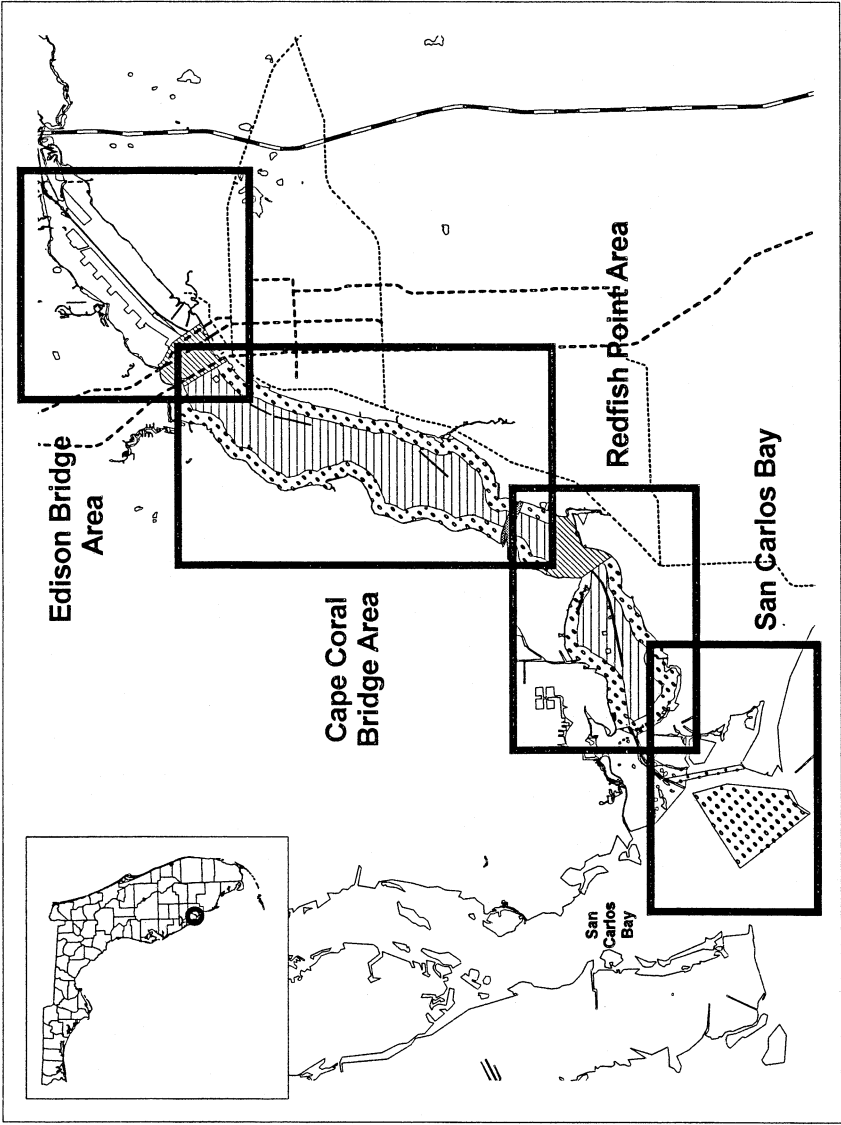 Edison Bridge
Area
Cape Coral
Bridge Area
Redfish Point Area
San Carlos Bay
San
Carlos
Bay